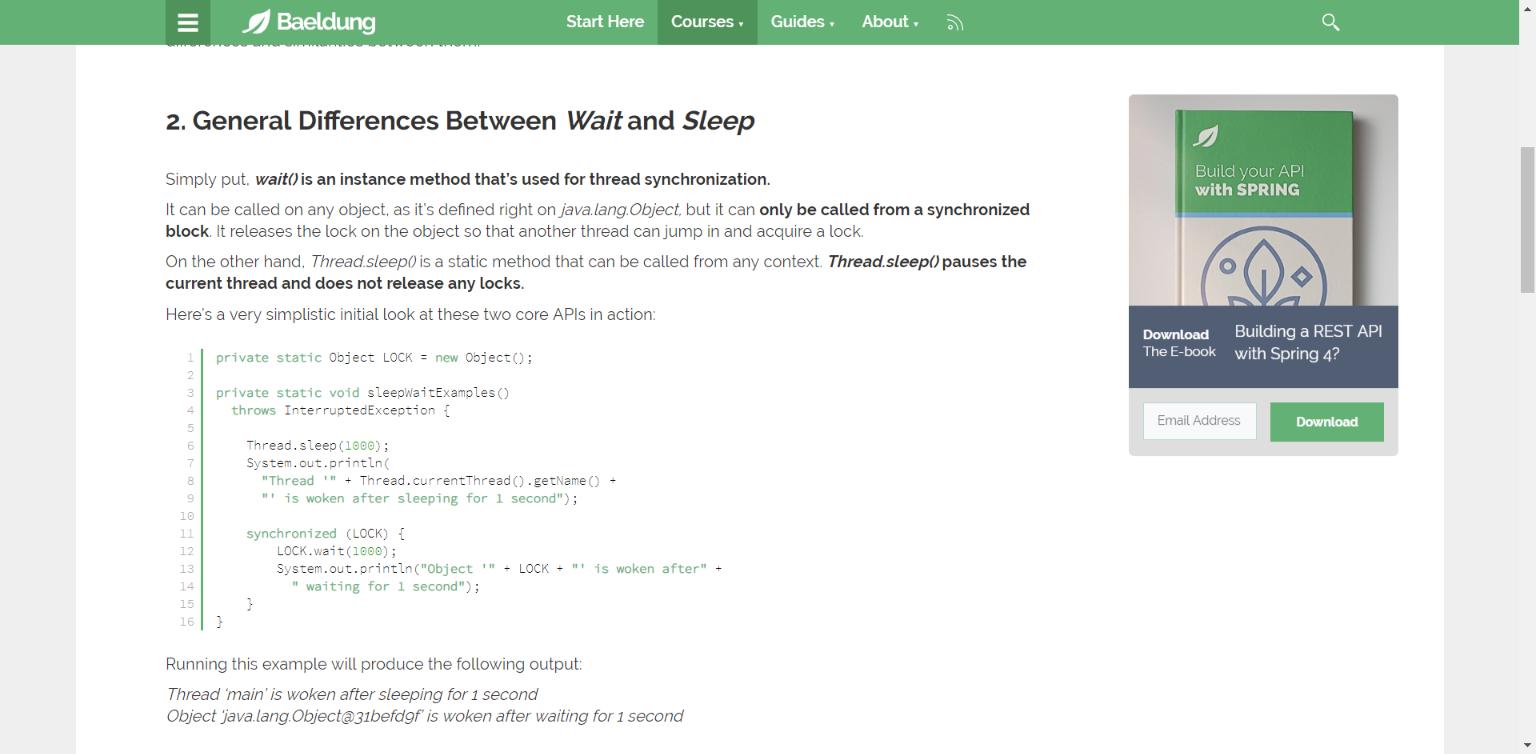 Baeldung
Start Here
Courses
Guides
About
differences and similarities between them.
2. General Differences Between Wait and Sleep
Simply put, wait() is an instance method that's used for thread synchronization.
It can be called on any object, as it's defined right on java.lang.Object, but it can only be called from a synchronized
block. It releases the lock on the object so that another thread can jump in and acquire a lock.
On the other hand, Thread.sleep() is a static method that can be called from any context. Thread.sleep() pauses the
current thread and does not release any locks.
Here's a very simplistic initial look at these two core APIs in action:
1 private static Object LOCK = new Object();
2
3 private static void sleepWaitExamples()
4   throws InterruptedException {
5
6     Thread.sleep(1000);
7     System.out.println(
8       "Thread '" + Thread.currentThread().getName() +
9       "' is woken after sleeping for 1 second");
10
11     synchronized (LOCK) {
12         LOCK.wait(1000);
13         System.out.println("Object '" + LOCK + "' is woken after" +
14           " waiting for 1 second");
15     }
16 }
Running this example will produce the following output:
Thread 'main' is woken after sleeping for 1 second
Object 'java.lang.Object@31befd9f' is woken after waiting for 1 second
Build your API
with SPRING
Download
The E-book
Building a REST API
with Spring 4?
Email Address
Download